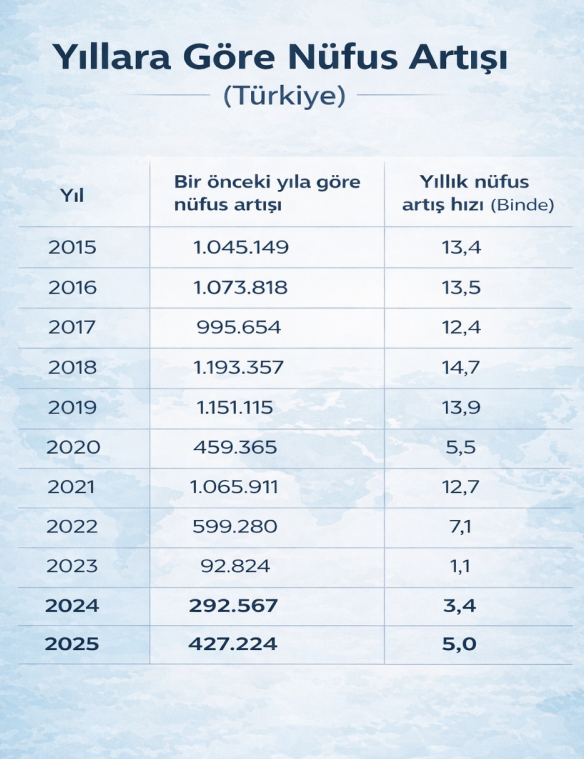 Yıllara Göre Nüfus Artışı
(Türkiye)
Yıl Bir önceki yıla göre nüfus artışı Yıllık nüfus artış hızı (Binde)
2015 1.045.149 13,4
2016 1.073.818 13,5
2017 995.654 12,4
2018 1.193.357 14,7
2019 1.151.115 13,9
2020 459.365 5,5
2021 1.065.911 12,7
2022 599.280 7,1
2023 92.824 1,1
2024 292.567 3,4
2025 427.224 5,0